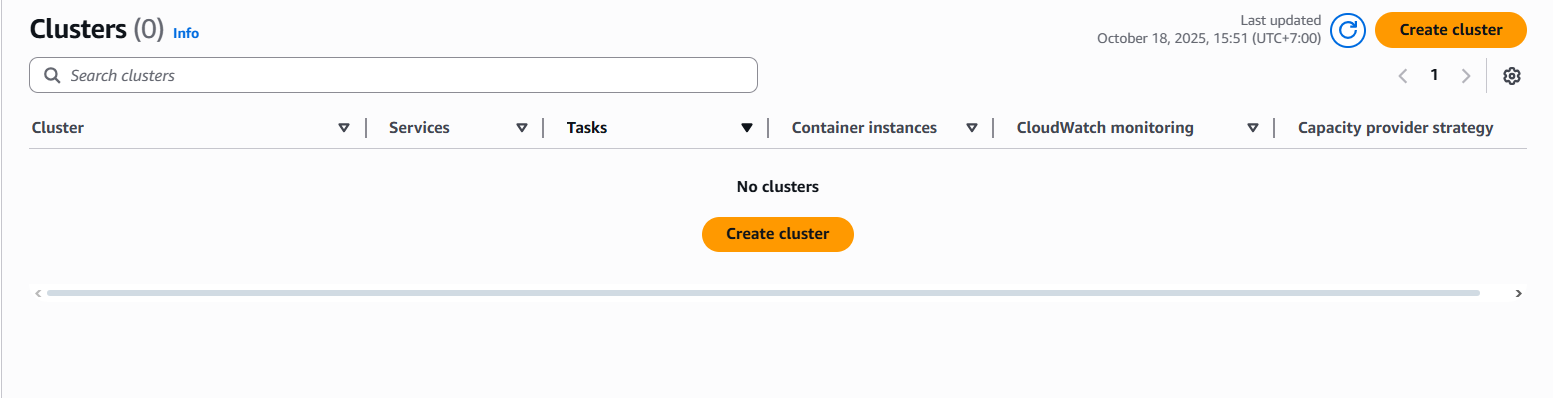 Clusters (0) Info
Last updated
October 18, 2025, 15:51 (UTC+7:00)
Create cluster
Search clusters
1
Cluster Services Tasks Container instances CloudWatch monitoring Capacity provider strategy
No clusters
Create cluster